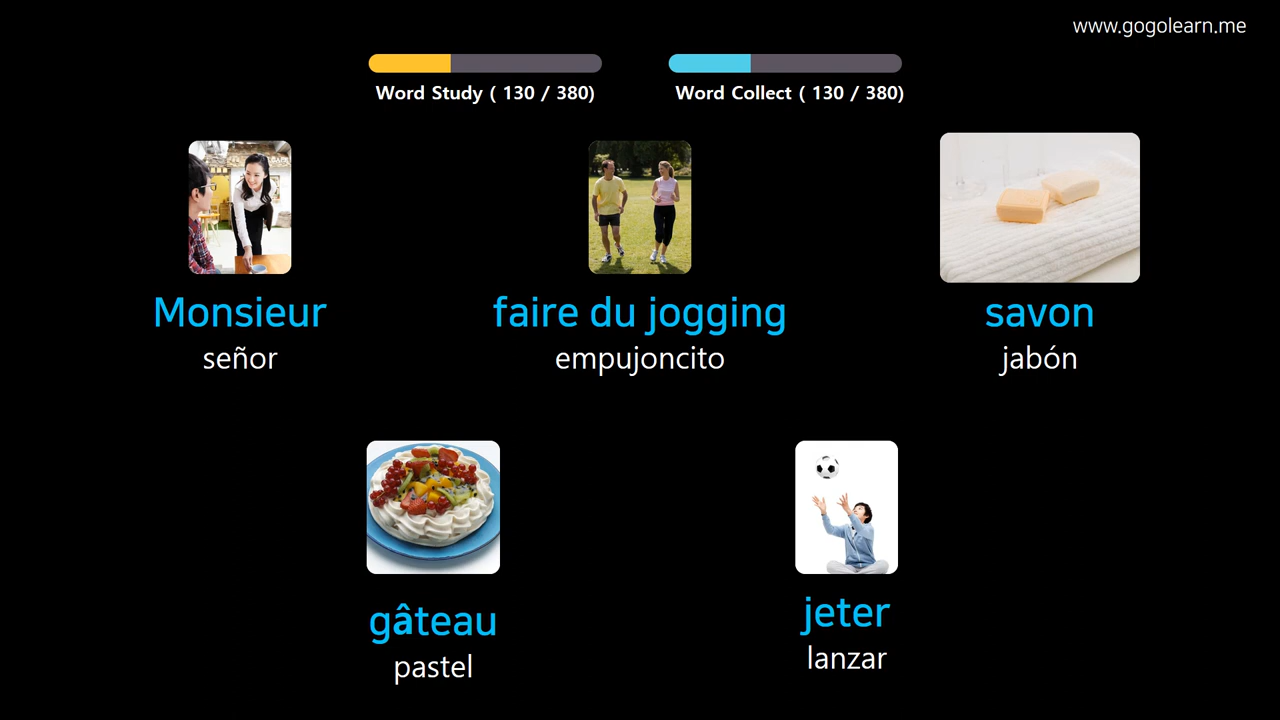 www.gogolearn.me
Word Study ( 130 / 380)
Word Collect ( 130 / 380)
Monsieur
señor
faire du jogging
empujoncito
savon
jabón
gâteau
pastel
jeter
lanzar